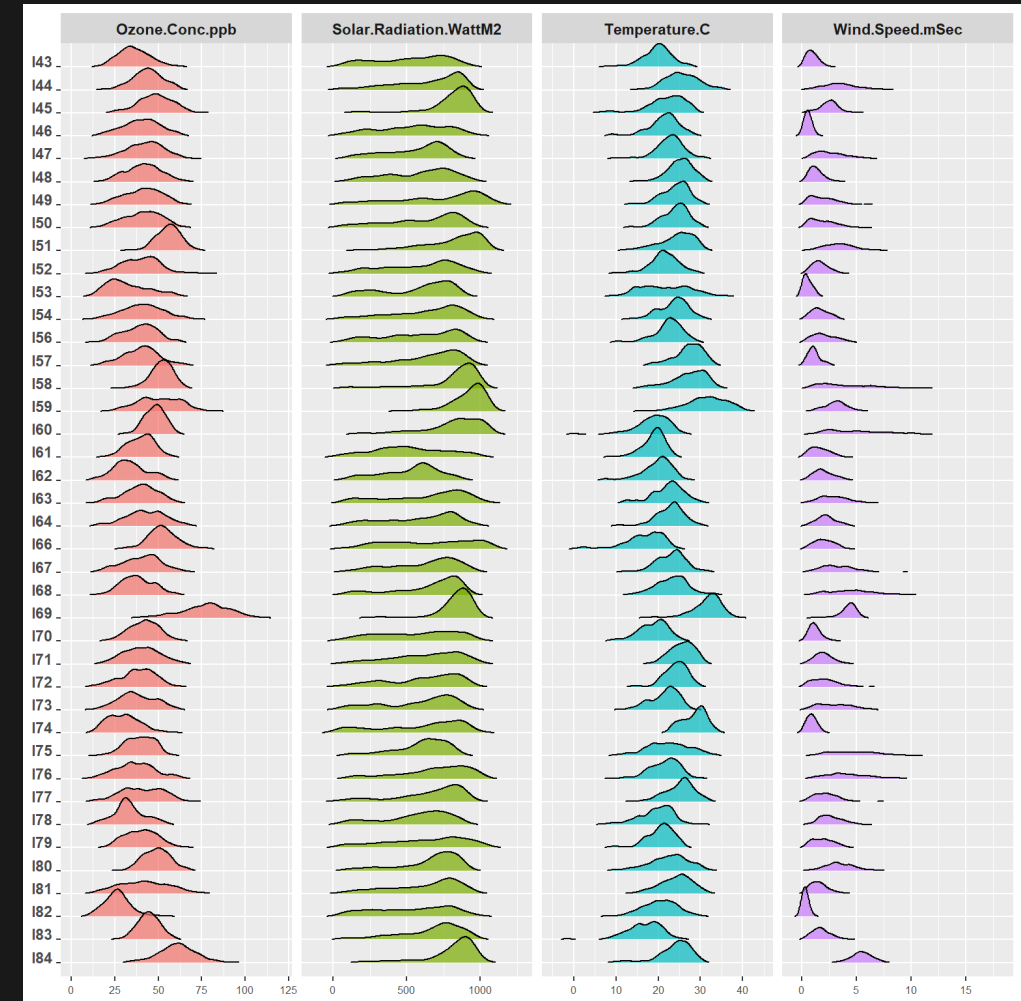 Ozone.Conc.ppb Solar.Radiation.WattM2 Temperature.C Wind.Speed.mSec
I43
I44
I45
I46
I47
I48
I49
I50
I51
I52
I53
I54
I56
I57
I58
I59
I60
I61
I62
I63
I64
I66
I67
I68
I69
I70
I71
I72
I73
I74
I75
I76
I77
I78
I79
I80
I81
I82
I83
I84
0 25 50 75 100 125 0 500 1000 0 10 20 30 40 0 5 10 15